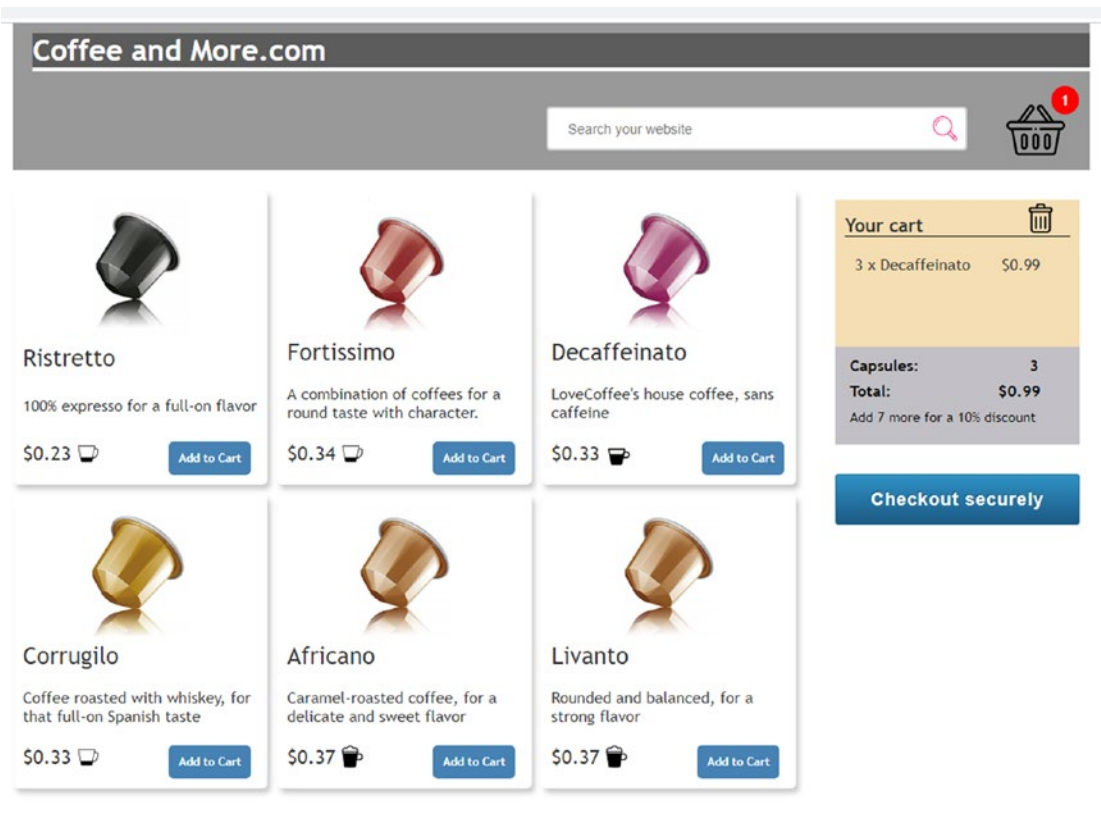 Coffee and More.com
Search your website
1
Ristretto
100% expresso for a full-on flavor
$0.23
Add to Cart
Fortissimo
A combination of coffees for a
round taste with character.
$0.34
Add to Cart
Decaffeinato
LoveCoffee's house coffee, sans
caffeine
$0.33
Add to Cart
Your cart
3 x Decaffeinato $0.99
Capsules: 3
Total: $0.99
Add 7 more for a 10% discount
Checkout securely
Corrugilo
Coffee roasted with whiskey, for
that full-on Spanish taste
$0.33
Add to Cart
Africano
Caramel-roasted coffee, for a
delicate and sweet flavor
$0.37
Add to Cart
Livanto
Rounded and balanced, for a
strong flavor
$0.37
Add to Cart